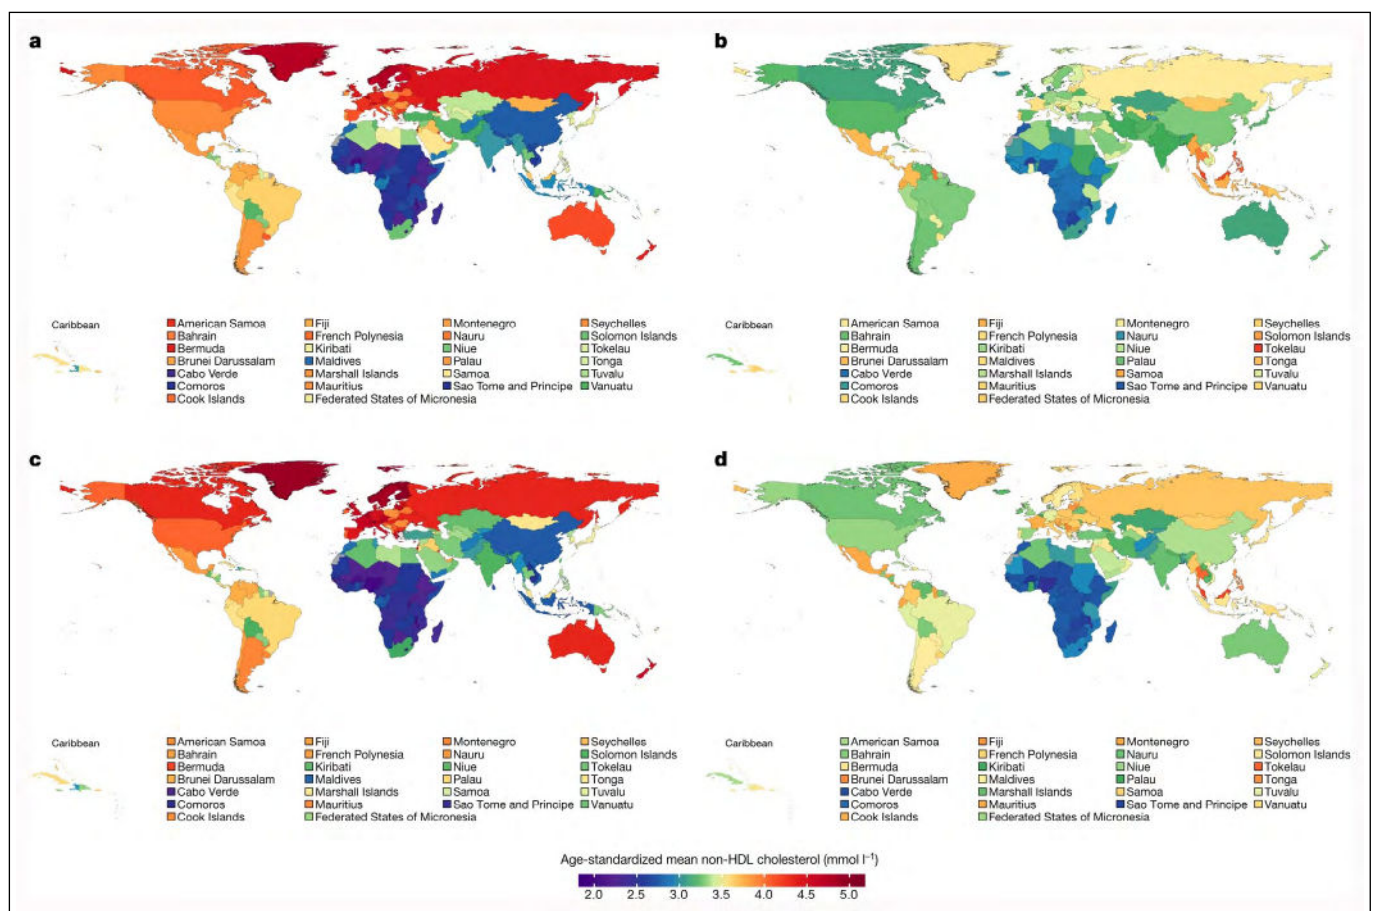 a
b
Caribbean
American Samoa Fiji Montenegro Seychelles
Bahrain French Polynesia Nauru Solomon Islands
Bermuda Kiribati Niue Tokelau
Brunei Darussalam Maldives Palau Tonga
Cabo Verde Marshall Islands Samoa Tuvalu
Comoros Mauritius Sao Tome and Principe Vanuatu
Cook Islands Federated States of Micronesia
Caribbean
American Samoa Fiji Montenegro Seychelles
Bahrain French Polynesia Nauru Solomon Islands
Bermuda Kiribati Niue Tokelau
Brunei Darussalam Maldives Palau Tonga
Cabo Verde Marshall Islands Samoa Tuvalu
Comoros Mauritius Sao Tome and Principe Vanuatu
Cook Islands Federated States of Micronesia
c
d
Caribbean
American Samoa Fiji Montenegro Seychelles
Bahrain French Polynesia Nauru Solomon Islands
Bermuda Kiribati Niue Tokelau
Brunei Darussalam Maldives Palau Tonga
Cabo Verde Marshall Islands Samoa Tuvalu
Comoros Mauritius Sao Tome and Principe Vanuatu
Cook Islands Federated States of Micronesia
Caribbean
American Samoa Fiji Montenegro Seychelles
Bahrain French Polynesia Nauru Solomon Islands
Bermuda Kiribati Niue Tokelau
Brunei Darussalam Maldives Palau Tonga
Cabo Verde Marshall Islands Samoa Tuvalu
Comoros Mauritius Sao Tome and Principe Vanuatu
Cook Islands Federated States of Micronesia
Age-standardized mean non-HDL cholesterol (mmol l⁻¹)
2.0 2.5 3.0 3.5 4.0 4.5 5.0